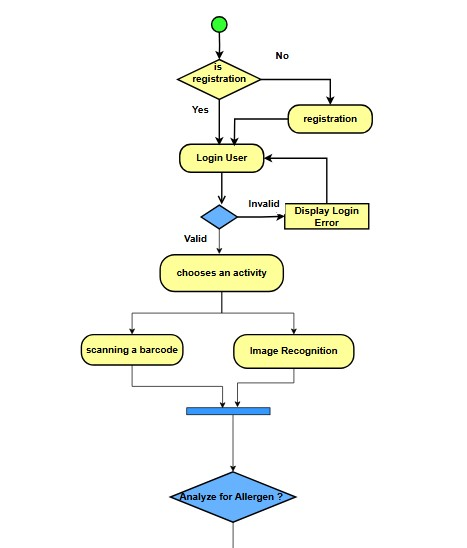 is
registration
No
Yes
registration
Login User
Invalid
Display Login
Error
Valid
chooses an activity
scanning a barcode
Image Recognition
Analyze for Allergen ?